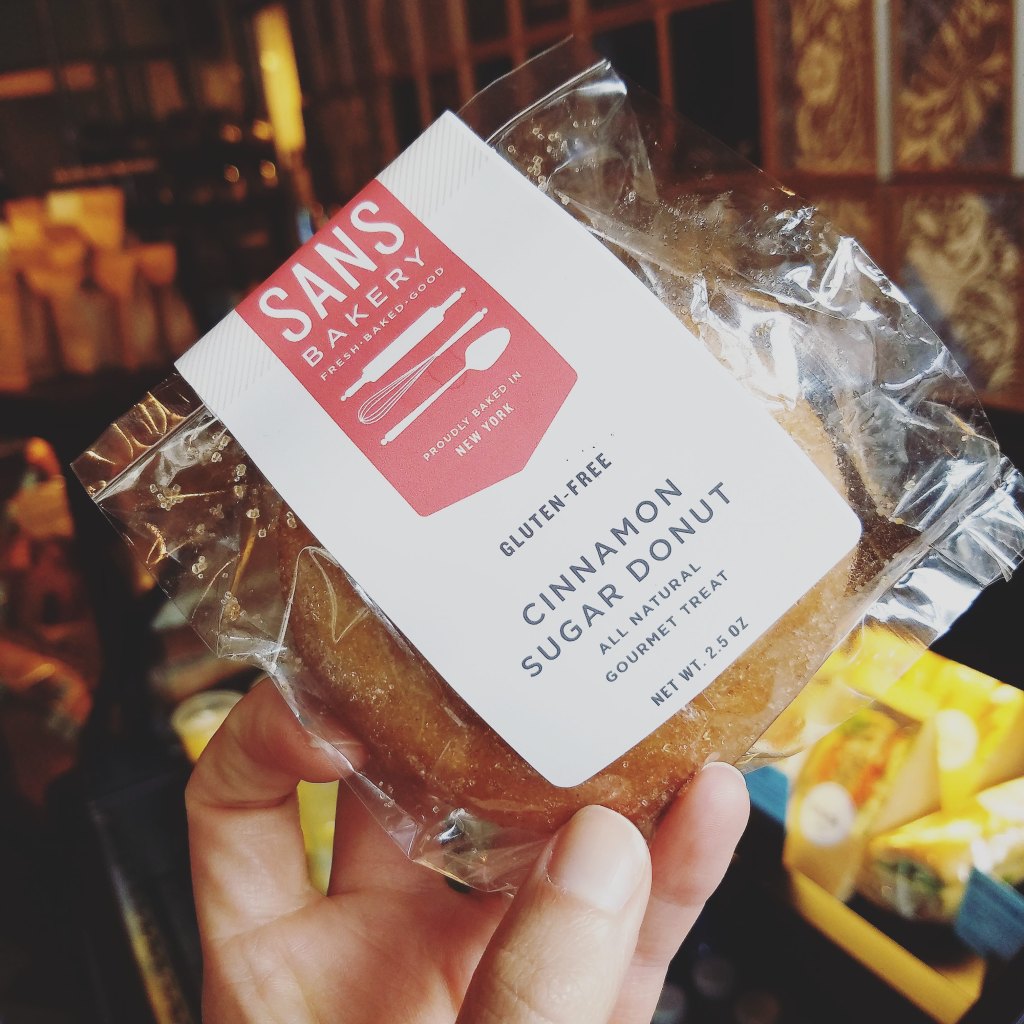 SANS
BAKERY
FRESH·BAKED·GOOD
PROUDLY BAKED IN
NEW YORK
GLUTEN-FREE
CINNAMON
SUGAR DONUT
ALL NATURAL
GOURMET TREAT
NET WT. 2.5 OZ